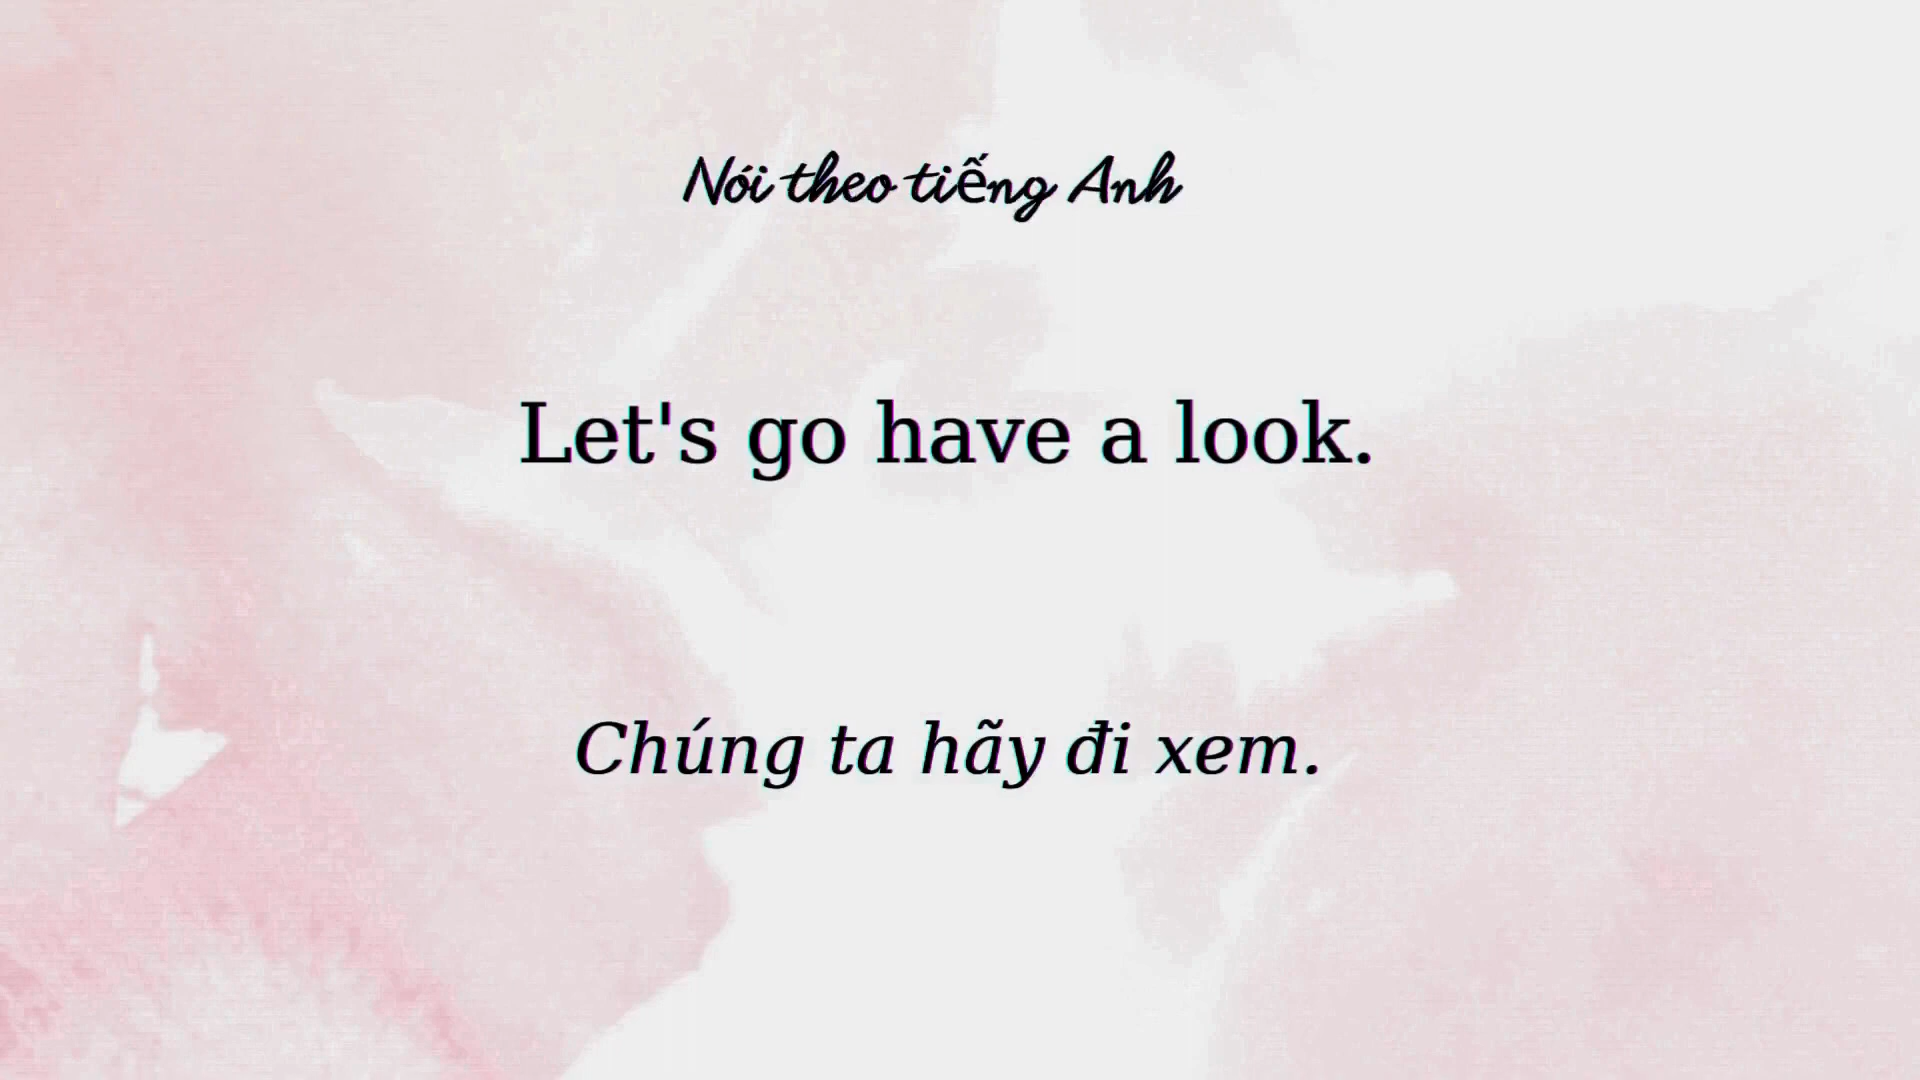 Nói theo tiếng Anh
Let's go have a look.
Chúng ta hãy đi xem.